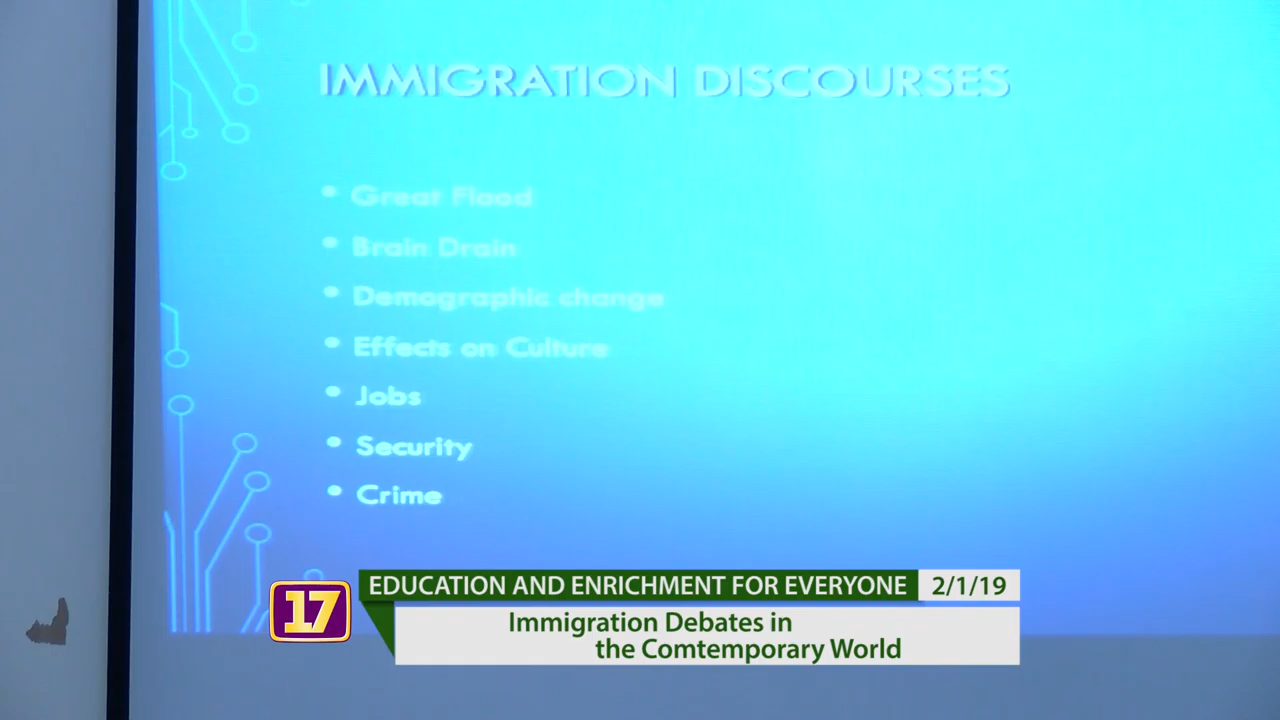 IMMIGRATION DISCOURSES
• Great Flood
• Brain Drain
• Demographic change
• Effects on Culture
• Jobs
• Security
• Crime
EDUCATION AND ENRICHMENT FOR EVERYONE 2/1/19
17
Immigration Debates in
the Comtemporary World